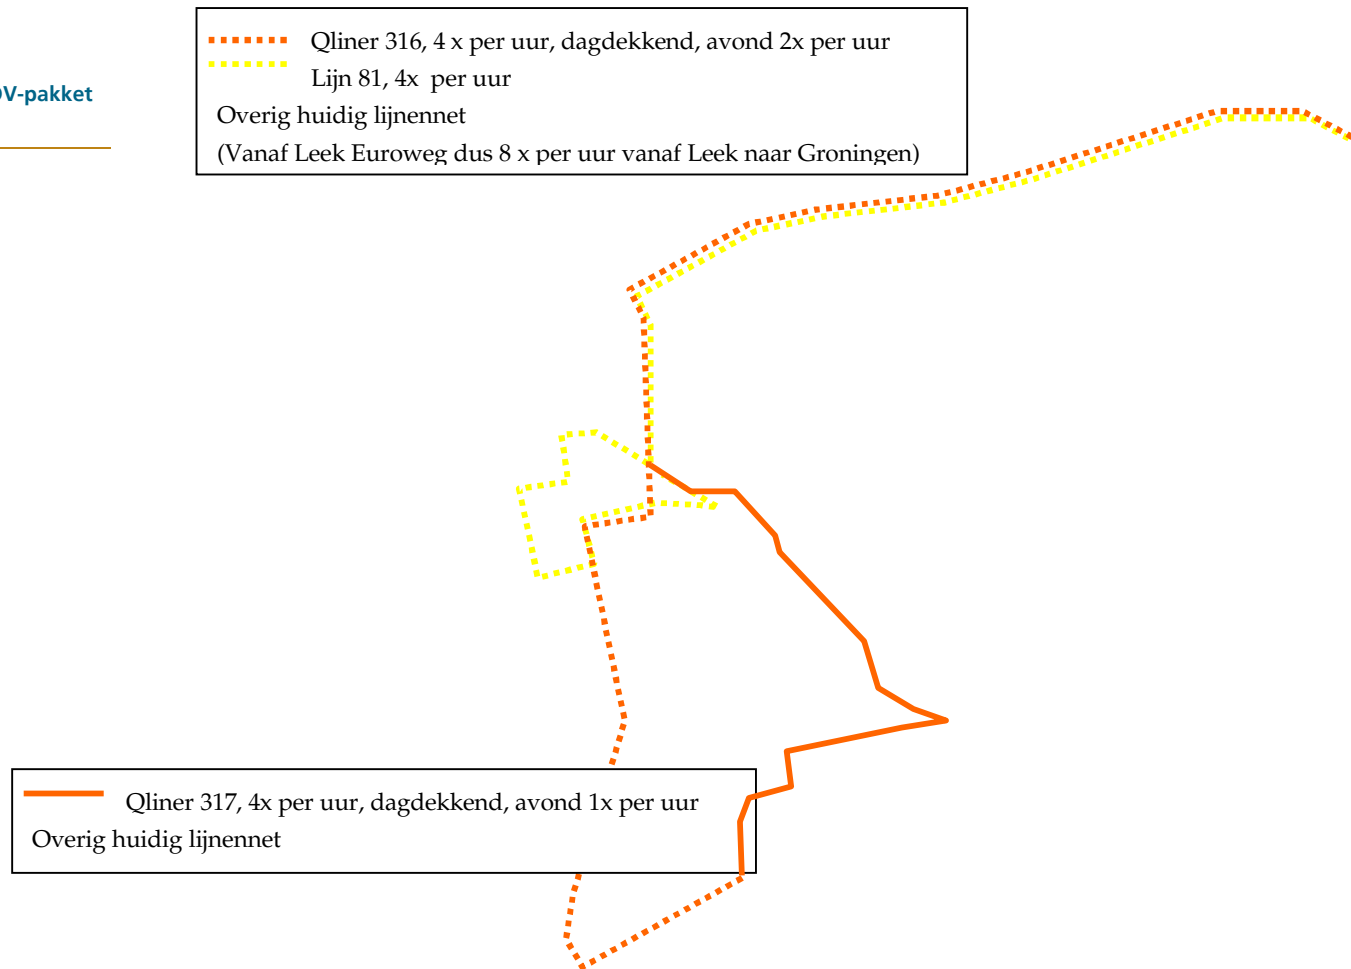 Qliner 316, 4 x per uur, dagdekkend, avond 2x per uur
Lijn 81, 4x  per uur
OV-pakket
Overig huidig lijnennet
(Vanaf Leek Euroweg dus 8 x per uur vanaf Leek naar Groningen)
Qliner 317, 4x per uur, dagdekkend, avond 1x per uur
Overig huidig lijnennet